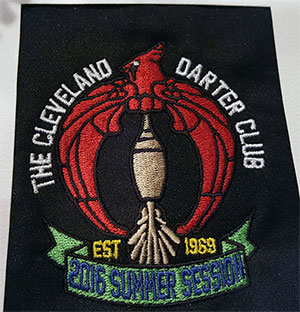 THE CLEVELAND DARTER CLUB
EST 1969
2016 SUMMER SESSION